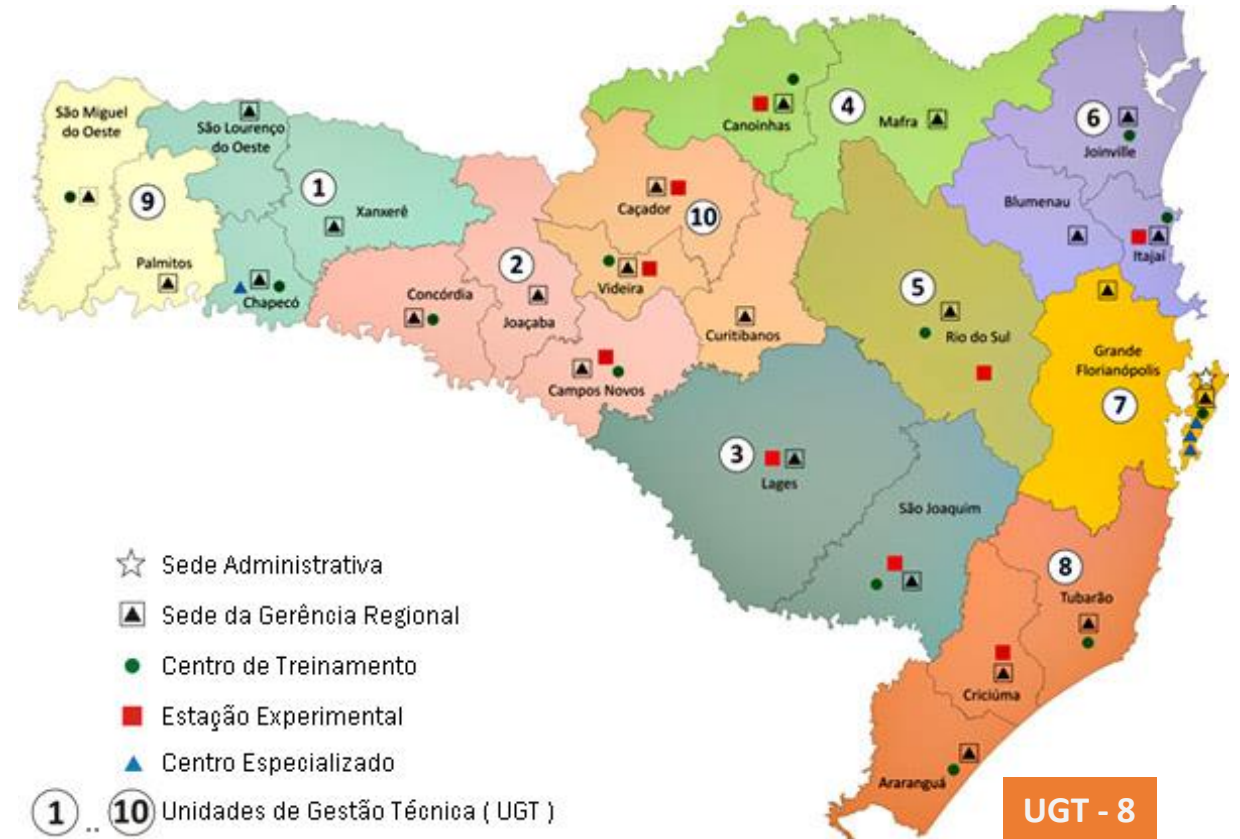 São Miguel
do Oeste
São Lourenço
do Oeste
1
Xanxerê
9
Palmitos
Chapecó
Canoinhas
4
Mafra
6
Joinville
Blumenau
Itajaí
Caçador
10
Videira
Curitibanos
2
Concórdia
Joaçaba
Campos Novos
5
Rio do Sul
Grande
Florianópolis
7
3
Lages
São Joaquim
8
Tubarão
Criciúma
Araranguá
Sede Administrativa
Sede da Gerência Regional
Centro de Treinamento
Estação Experimental
Centro Especializado
1 .. 10 Unidades de Gestão Técnica ( UGT )
UGT - 8